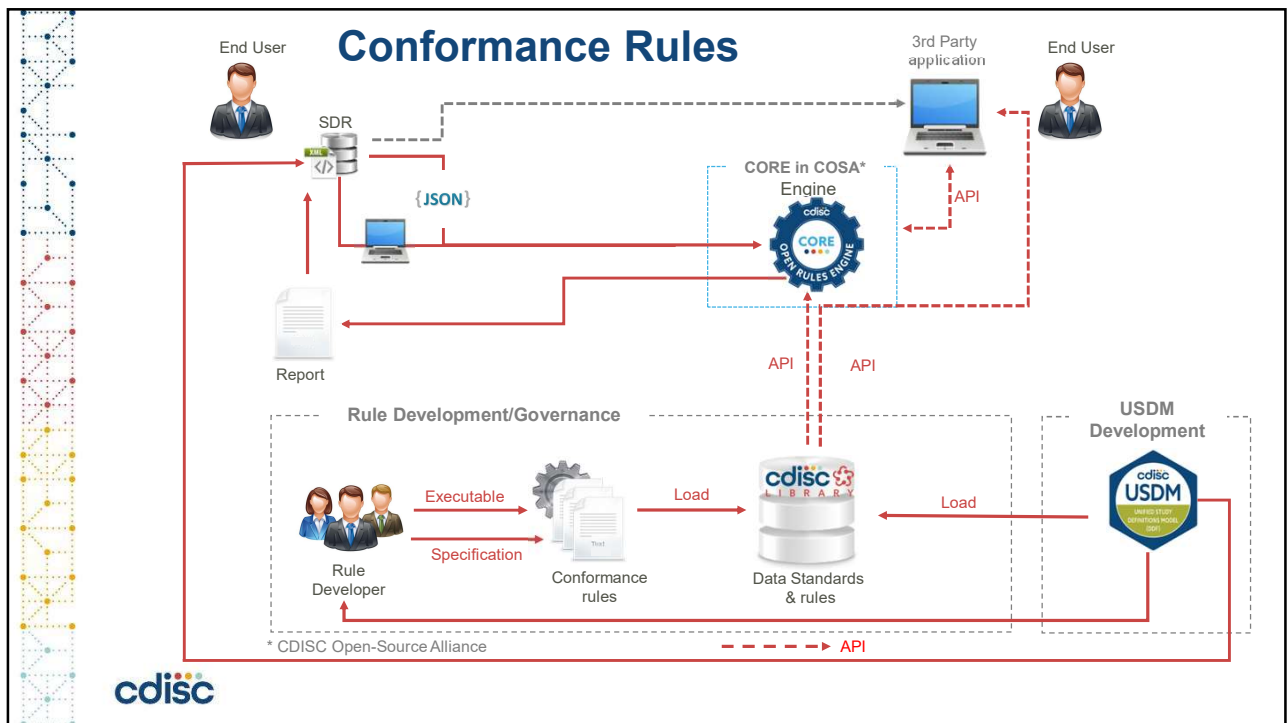 Conformance Rules
End User
3rd Party
application
End User
SDR
XML
</>
{JSON}
CORE in COSA*
Engine
cdisc
CORE
OPEN RULES ENGINE
API
Report
API
API
Rule Development/Governance
USDM
Development
Executable
Specification
Load
cdisc
LIBRARY
Load
cdisc
USDM
UNIFIED STUDY
DEFINITIONS MODEL
(DDF)
Rule
Developer
Text
Conformance
rules
Data Standards
& rules
* CDISC Open-Source Alliance
API
cdisc